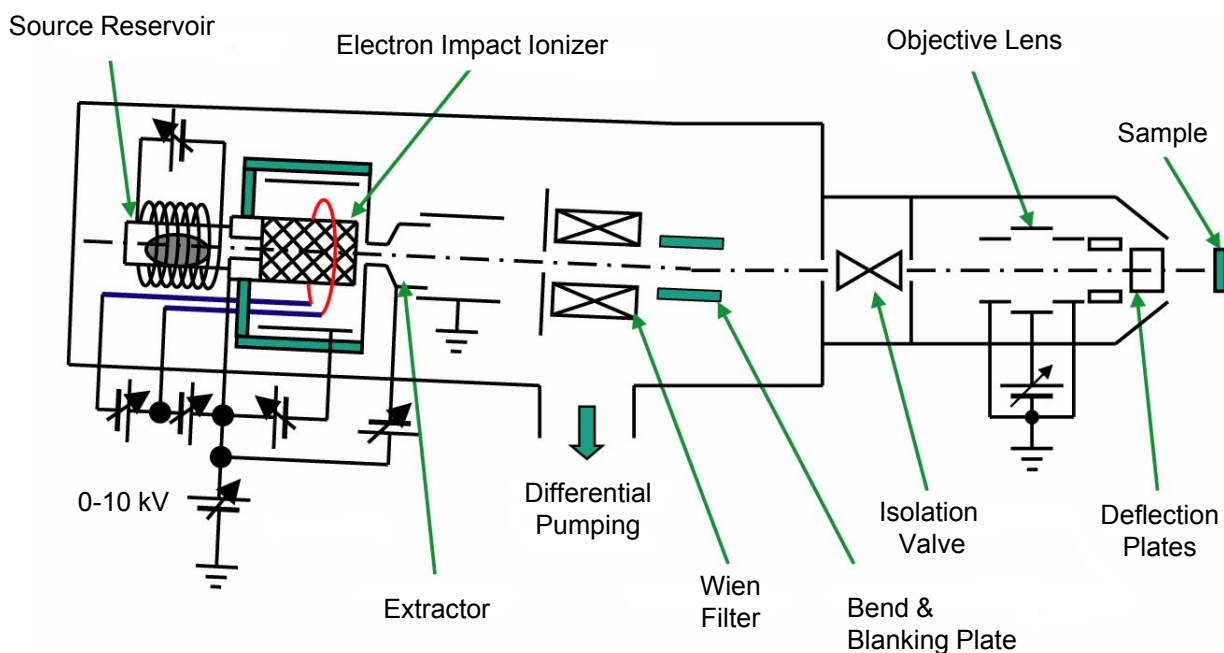 Source Reservoir
Electron Impact Ionizer
Objective Lens
Sample
0-10 kV
Differential
Pumping
Isolation
Valve
Deflection
Plates
Extractor
Wien
Filter
Bend &
Blanking Plate